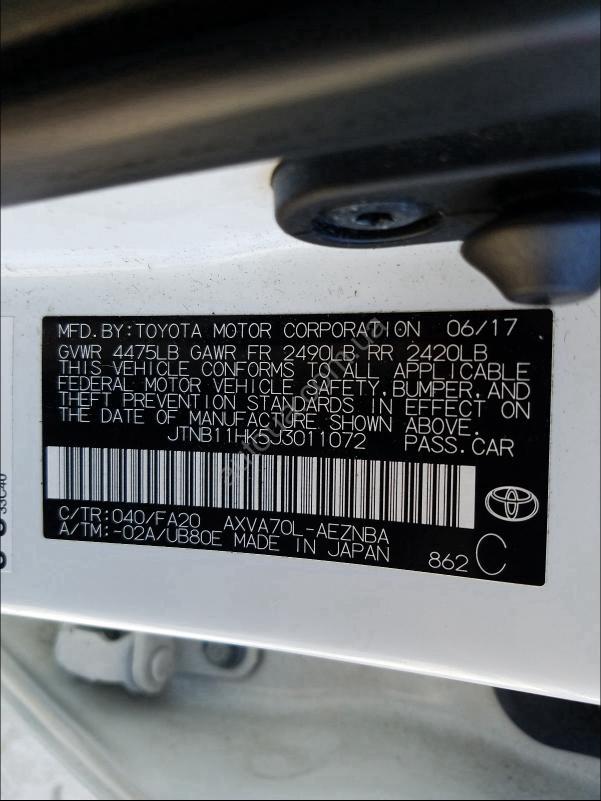 MFD.BY:TOYOTA MOTOR CORPORATION 06/17
GVWR 4475LB GAWR FR 2490LB RR 2420LB
THIS VEHICLE CONFORMS TO ALL APPLICABLE
FEDERAL MOTOR VEHICLE SAFETY,BUMPER,AND
THEFT PREVENTION STANDARDS IN EFFECT ON
THE DATE OF MANUFACTURE SHOWN ABOVE.
JTNB11HK5J3011072 PASS.CAR
C/TR:040/FA20 AXVA70L-AEZNBA
A/TM:-02A/UB80E MADE IN JAPAN 862 C